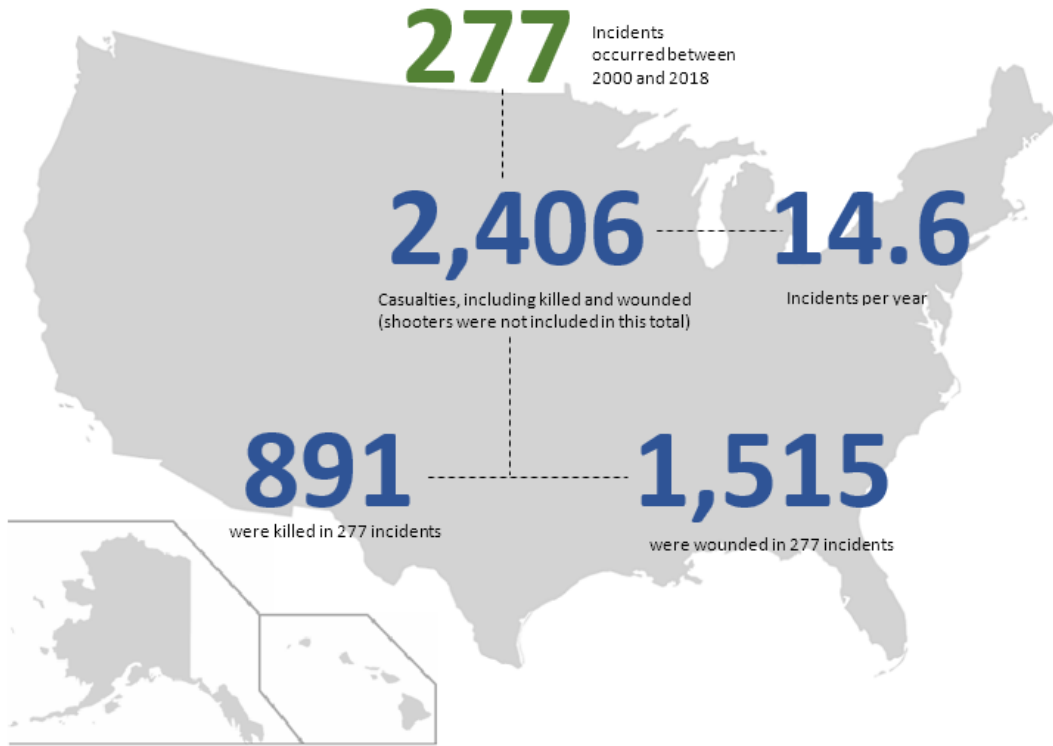 277
Incidents
occurred between
2000 and 2018
2,406
Casualties, including killed and wounded
(shooters were not included in this total)
14.6
Incidents per year
891
were killed in 277 incidents
1,515
were wounded in 277 incidents